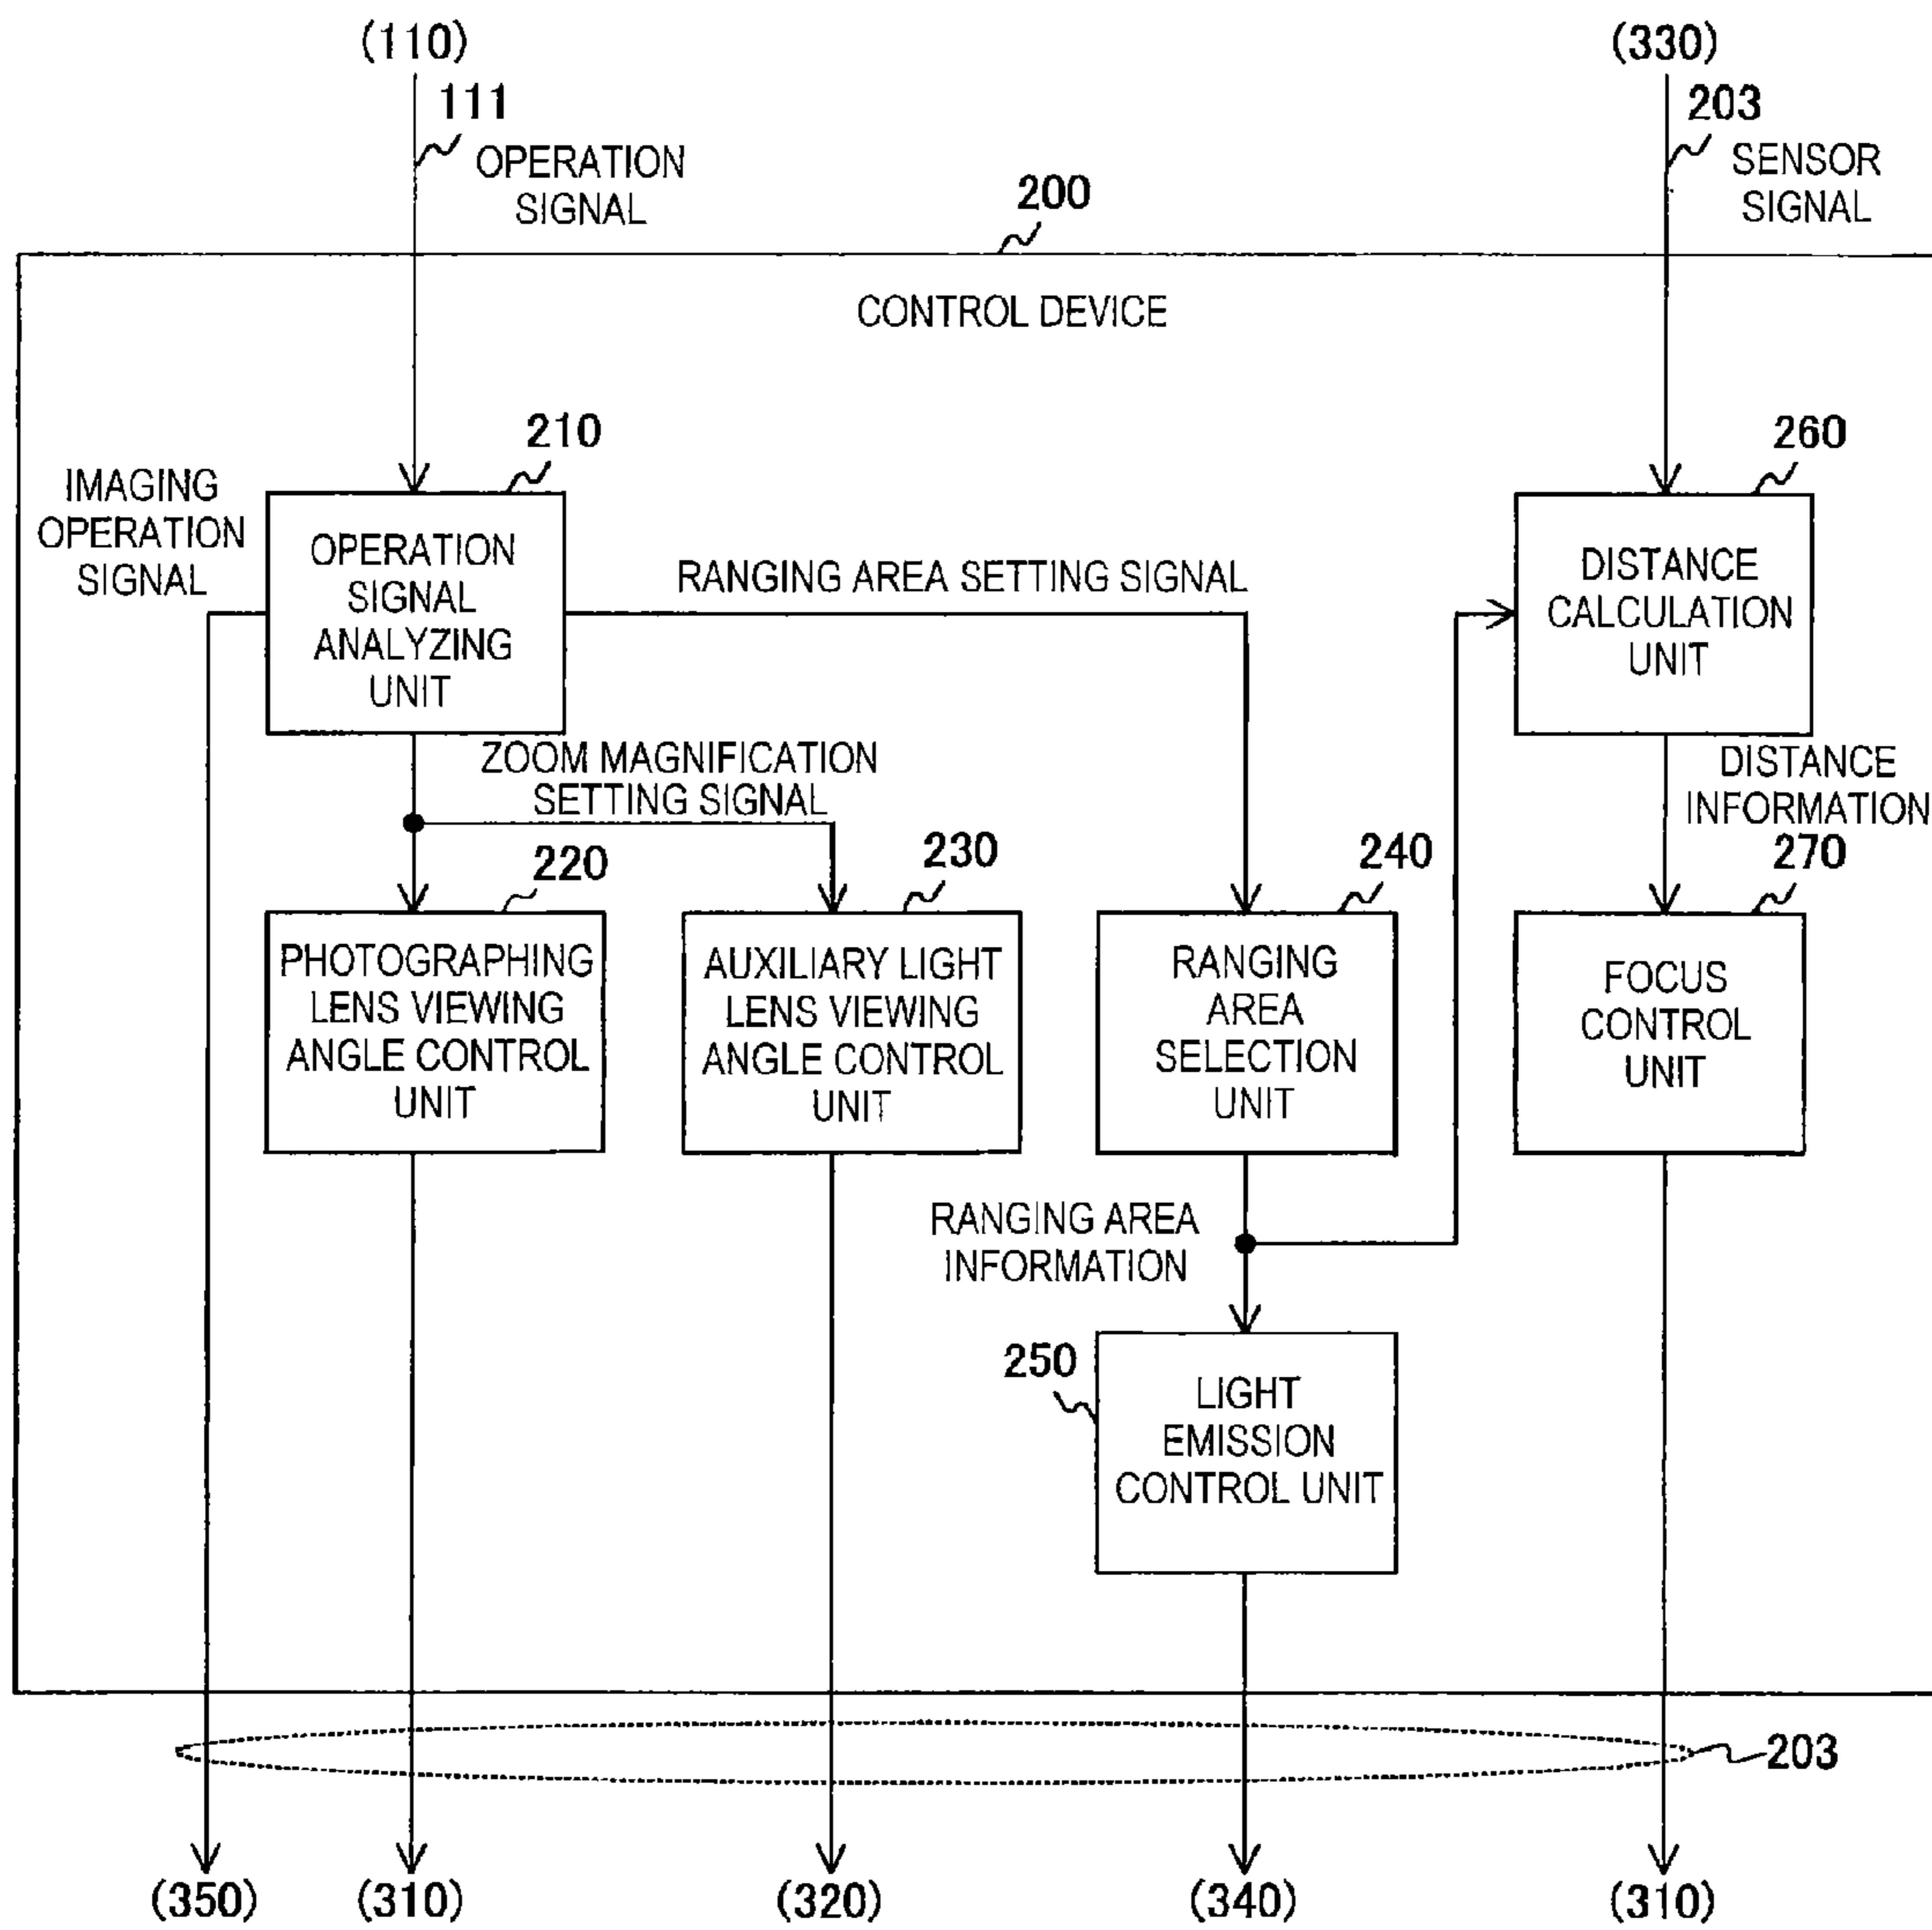 (110)
(330)
111
OPERATION
SIGNAL
203
SENSOR
SIGNAL
200
CONTROL DEVICE
210
260
IMAGING
OPERATION
SIGNAL
OPERATION
SIGNAL
ANALYZING
UNIT
RANGING AREA SETTING SIGNAL
DISTANCE
CALCULATION
UNIT
ZOOM MAGNIFICATION
SETTING SIGNAL
DISTANCE
INFORMATION
220
230
240
270
PHOTOGRAPHING
LENS VIEWING
ANGLE CONTROL
UNIT
AUXILIARY LIGHT
LENS VIEWING
ANGLE CONTROL
UNIT
RANGING
AREA
SELECTION
UNIT
FOCUS
CONTROL
UNIT
RANGING AREA
INFORMATION
250
LIGHT
EMISSION
CONTROL UNIT
203
(350)
(310)
(320)
(340)
(310)